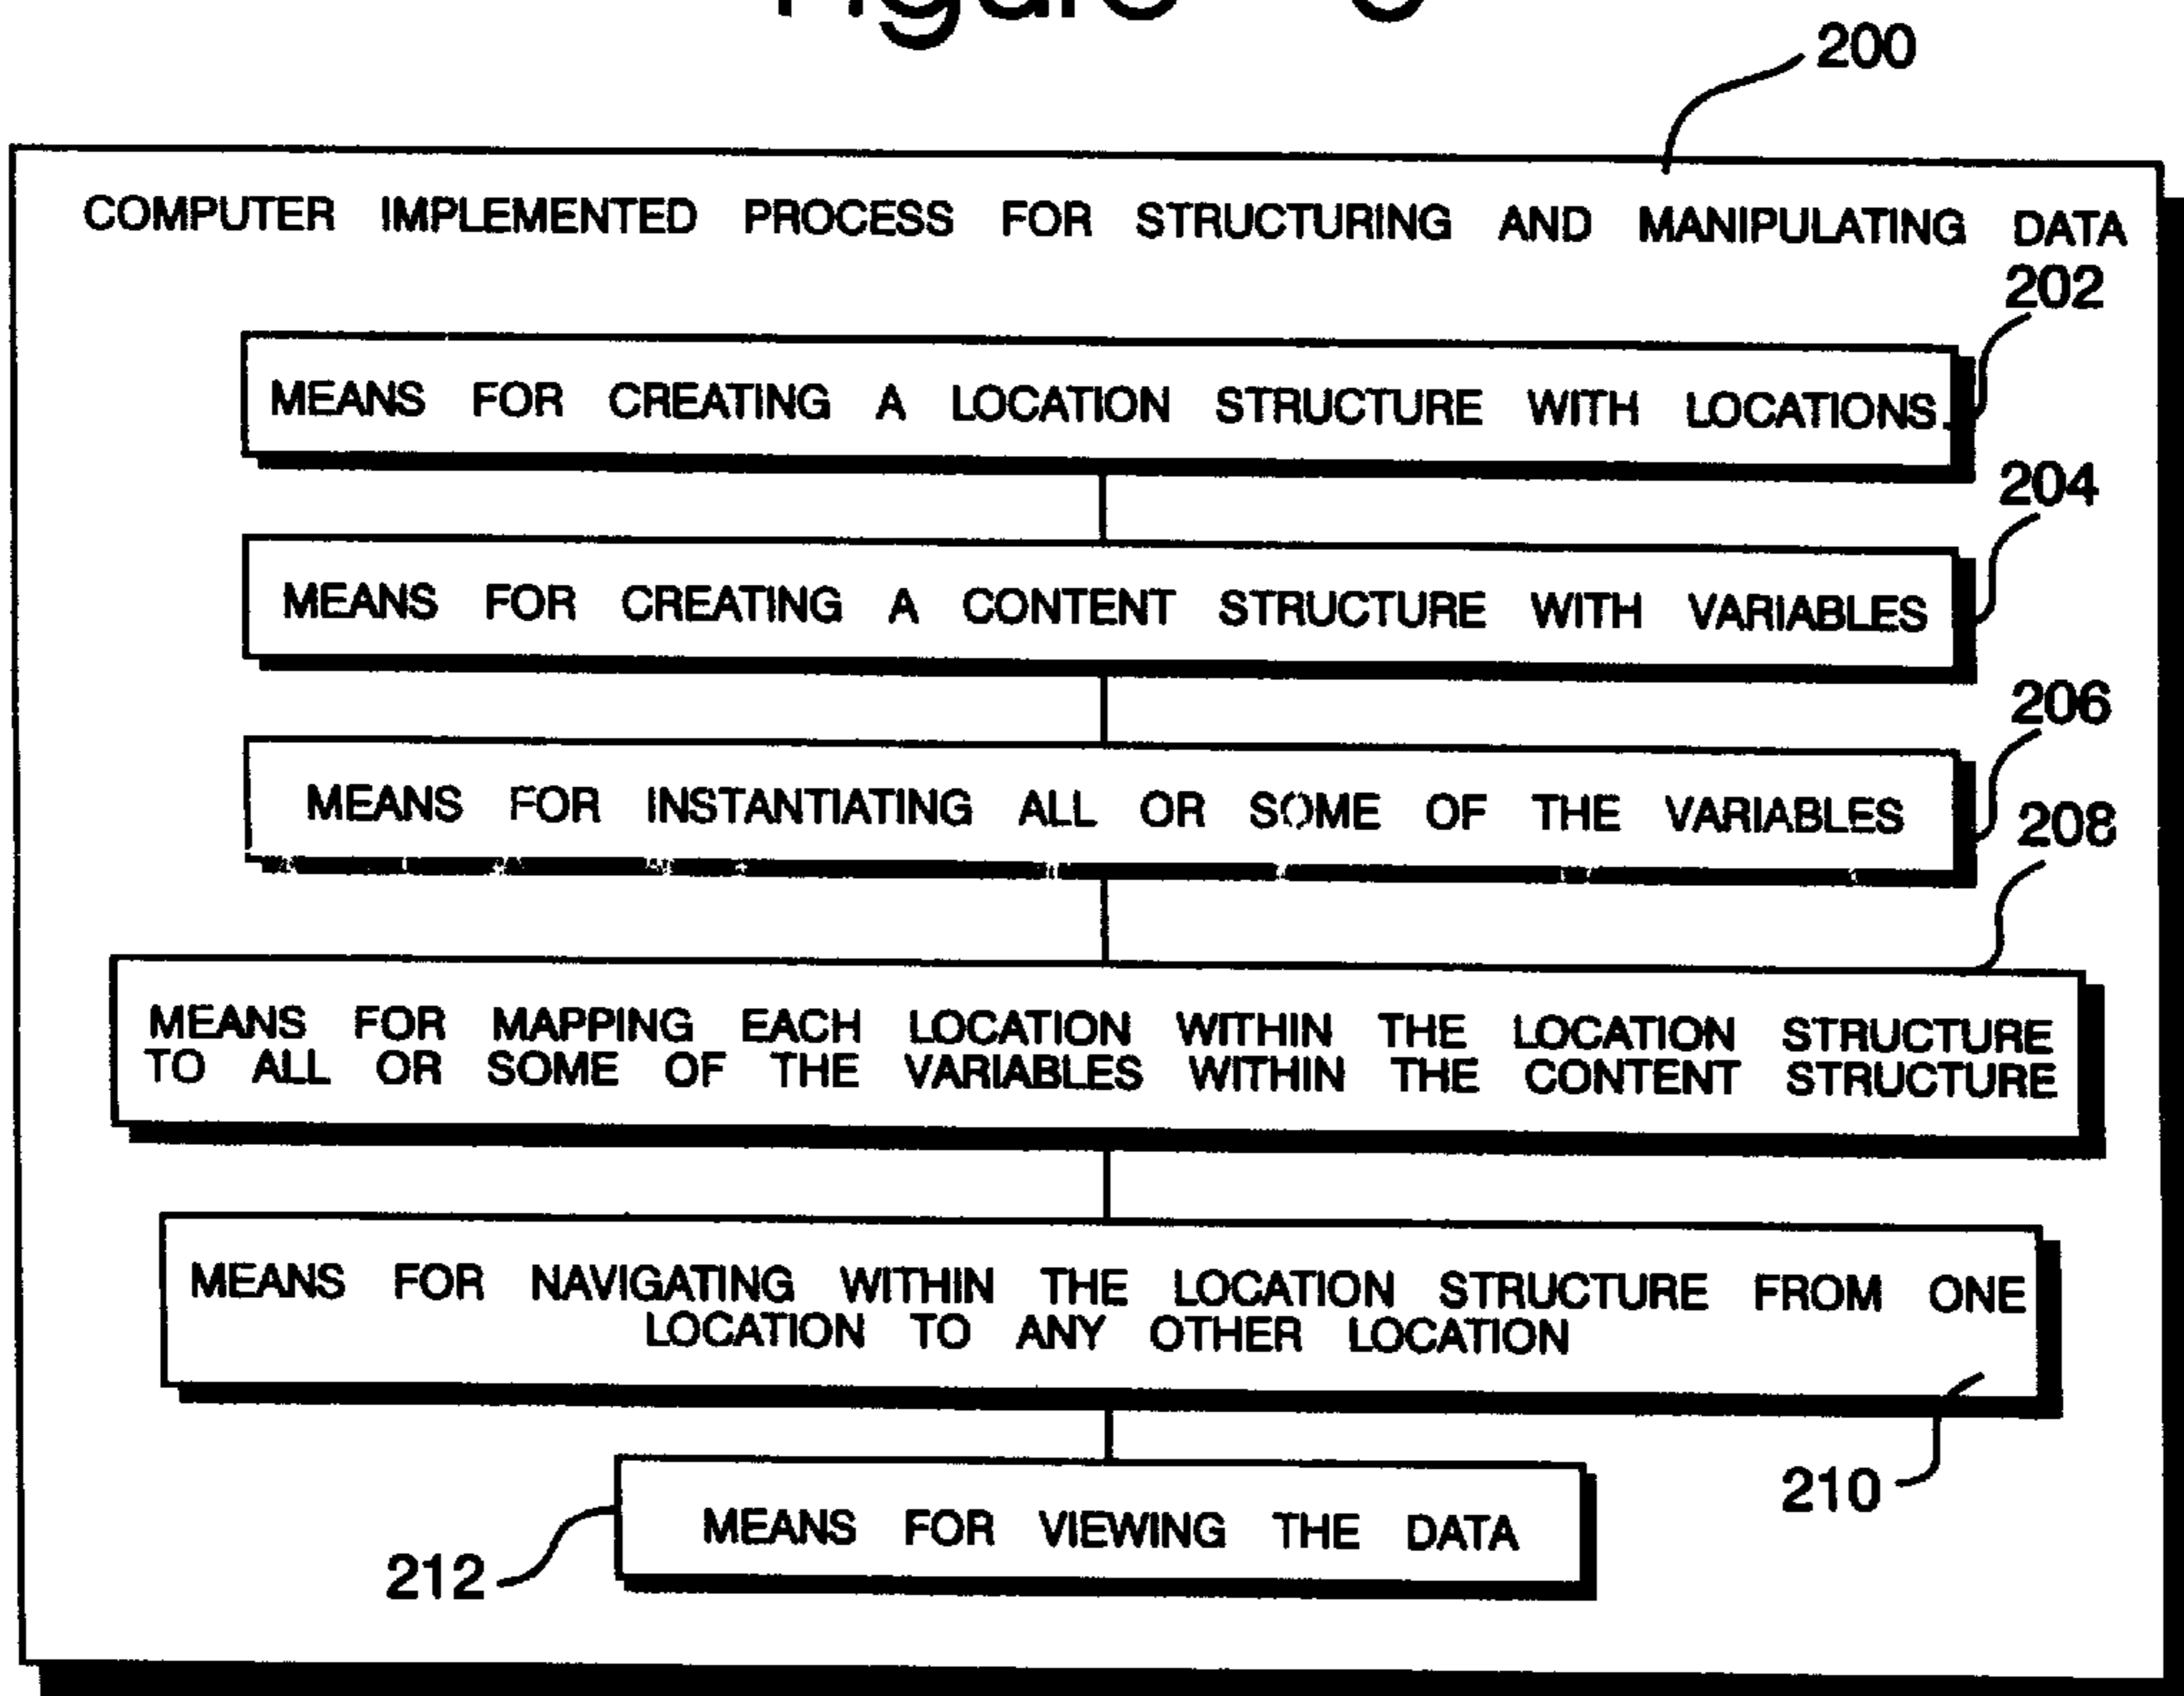 200
COMPUTER IMPLEMENTED PROCESS FOR STRUCTURING AND MANIPULATING DATA
202
MEANS FOR CREATING A LOCATION STRUCTURE WITH LOCATIONS.
204
MEANS FOR CREATING A CONTENT STRUCTURE WITH VARIABLES
206
MEANS FOR INSTANTIATING ALL OR SOME OF THE VARIABLES
208
MEANS FOR MAPPING EACH LOCATION WITHIN THE LOCATION STRUCTURE
TO ALL OR SOME OF THE VARIABLES WITHIN THE CONTENT STRUCTURE
MEANS FOR NAVIGATING WITHIN THE LOCATION STRUCTURE FROM ONE
LOCATION TO ANY OTHER LOCATION
210
MEANS FOR VIEWING THE DATA
212